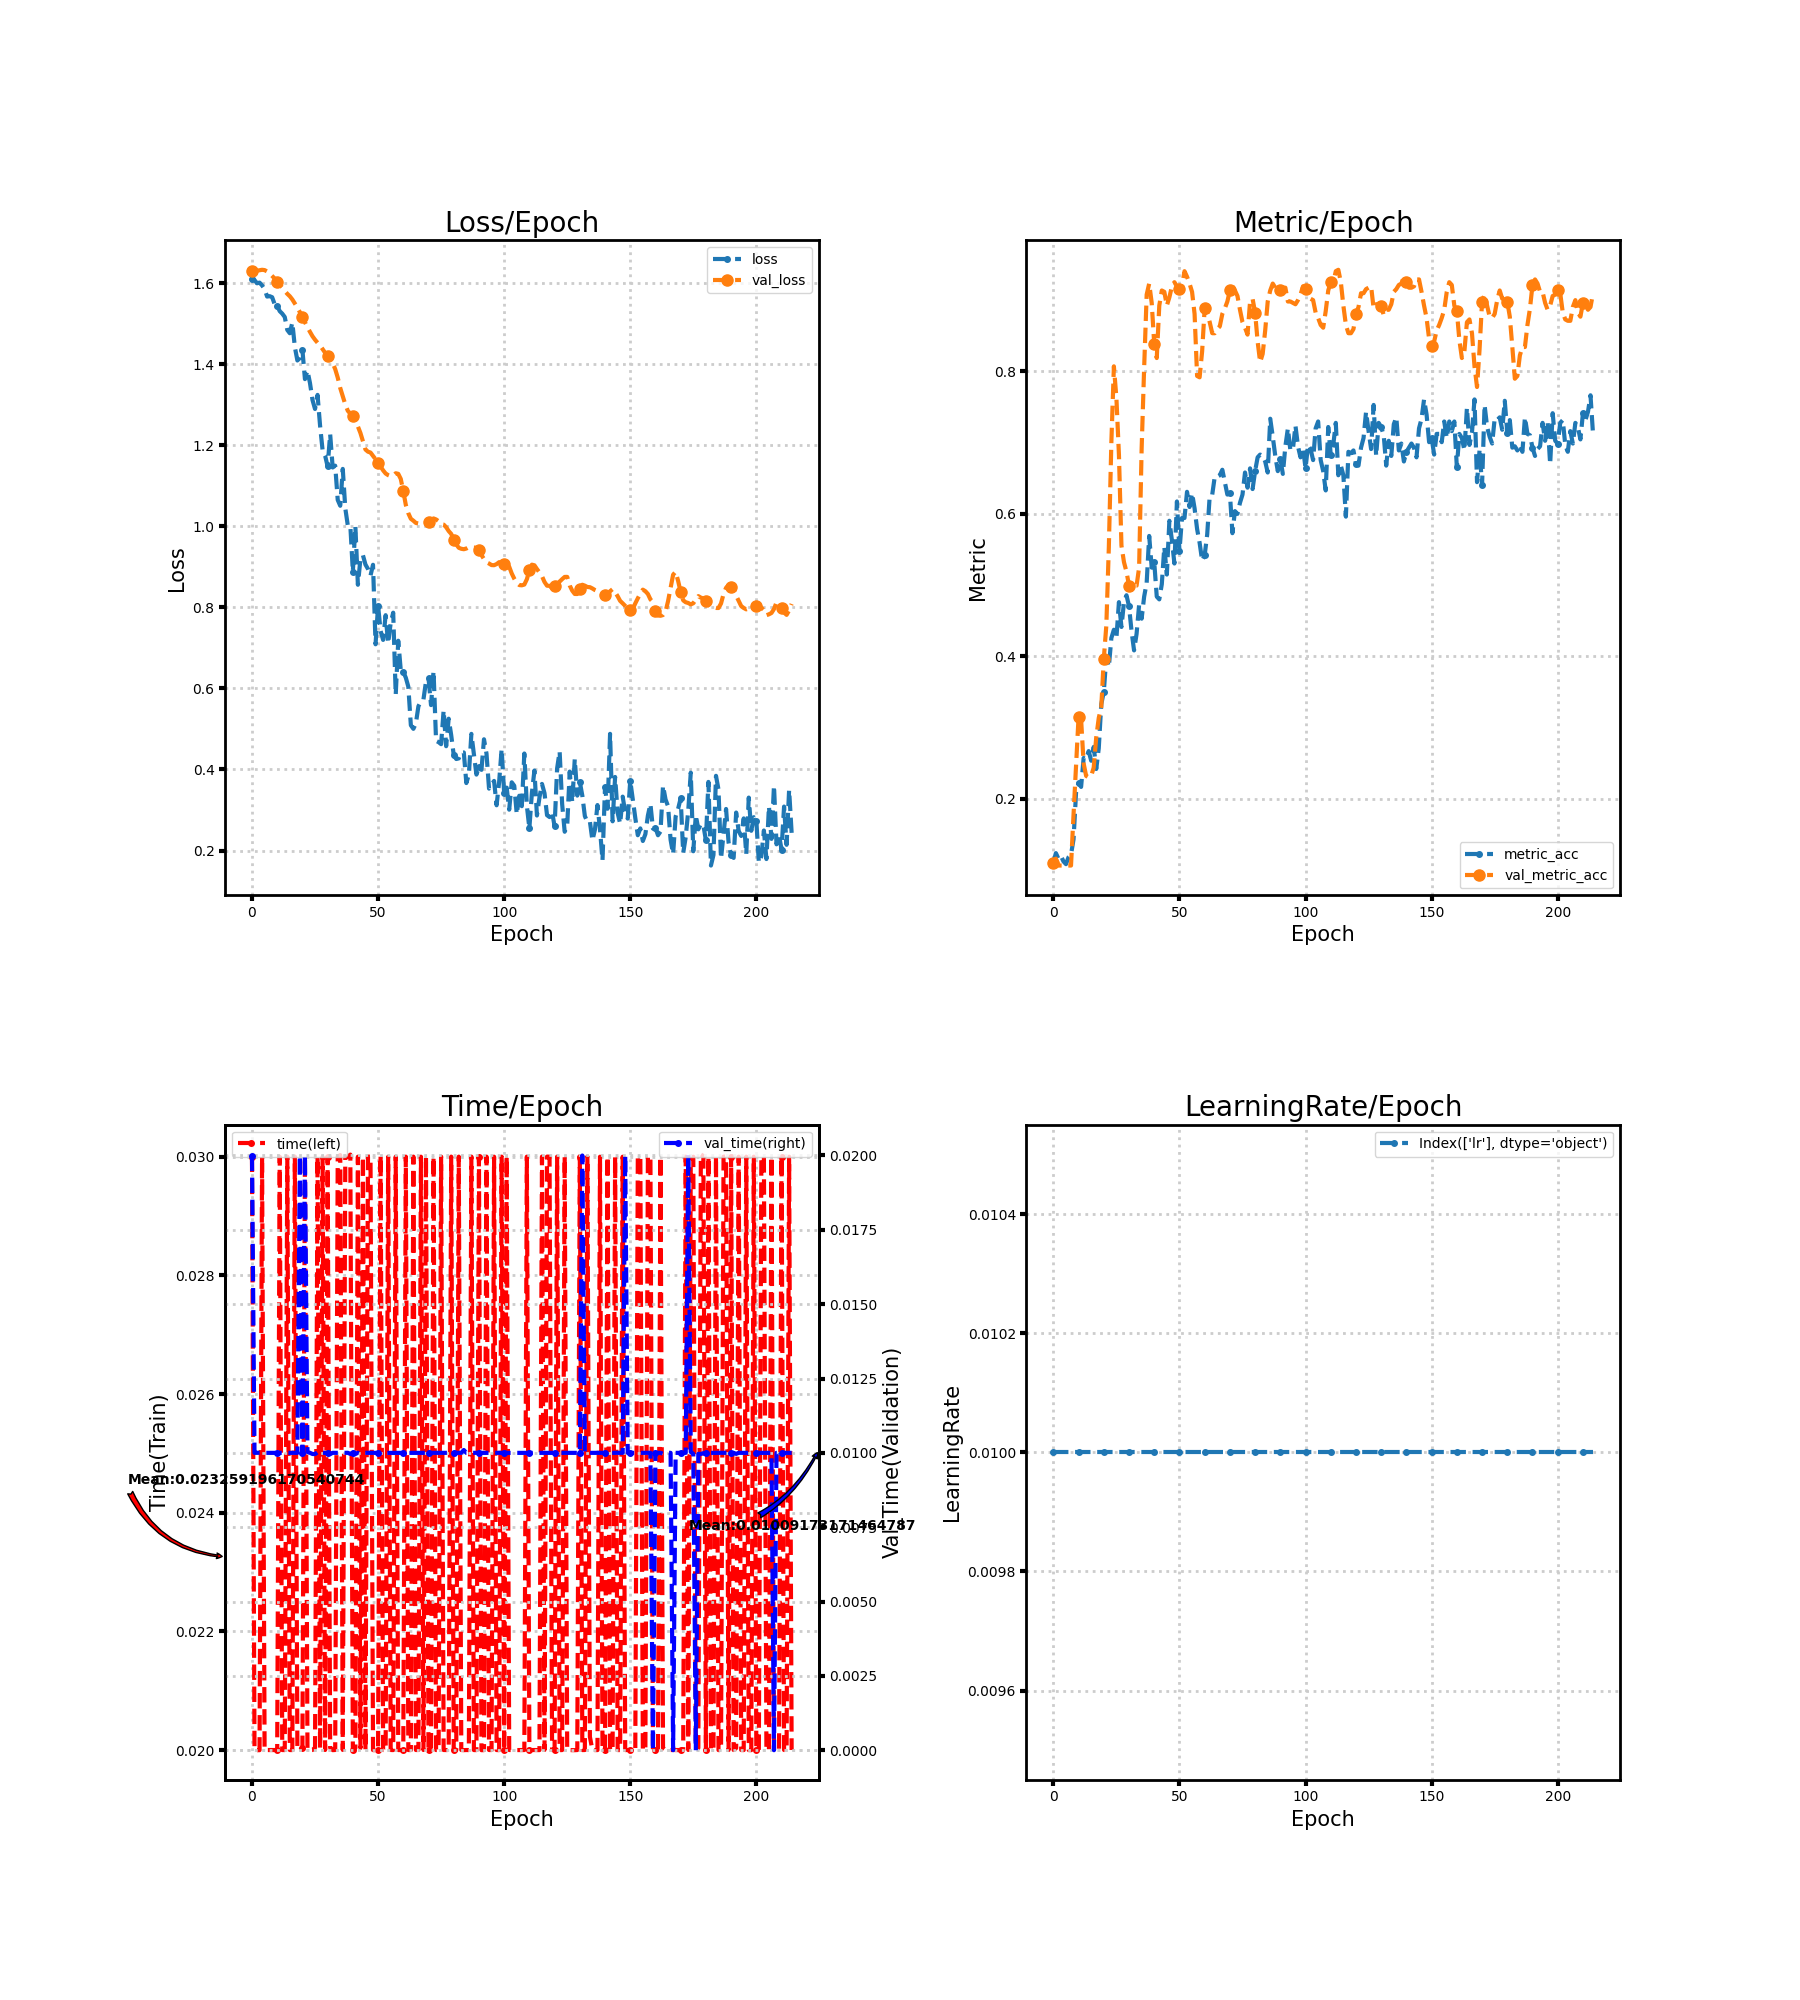 Loss/Epoch
loss
val_loss
1.6
1.4
1.2
1.0
0.8
0.6
0.4
0.2
Loss
0
50
100
150
200
Epoch
Metric/Epoch
0.8
0.6
0.4
0.2
Metric
metric_acc
val_metric_acc
0
50
100
150
200
Epoch
Time/Epoch
time(left)
val_time(right)
0.030
0.028
0.026
0.024
0.022
0.020
Time(Train)
Mean:0.023259196170540744
0.0200
0.0175
0.0150
0.0125
0.0100
0.0075
0.0050
0.0025
0.0000
Val_Time(Validation)
0
50
100
150
200
Epoch
LearningRate/Epoch
Index(['lr'], dtype='object')
0.0104
0.0102
0.0100
0.0098
0.0096
LearningRate
0
50
100
150
200
Epoch